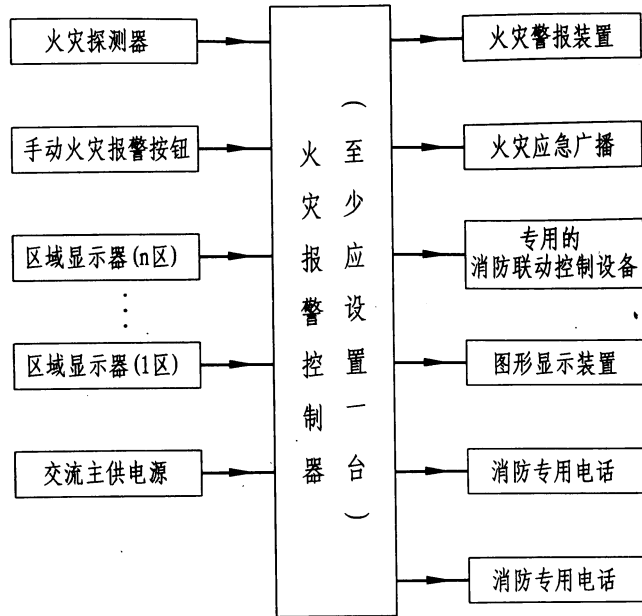 火灾探测器
手动火灾报警按钮
区域显示器(n区)
区域显示器(1区)
交流主供电源
火灾报警控制器
(至少应设置一台)
火灾警报装置
火灾应急广播
专用的
消防联动控制设备
图形显示装置
消防专用电话
消防专用电话